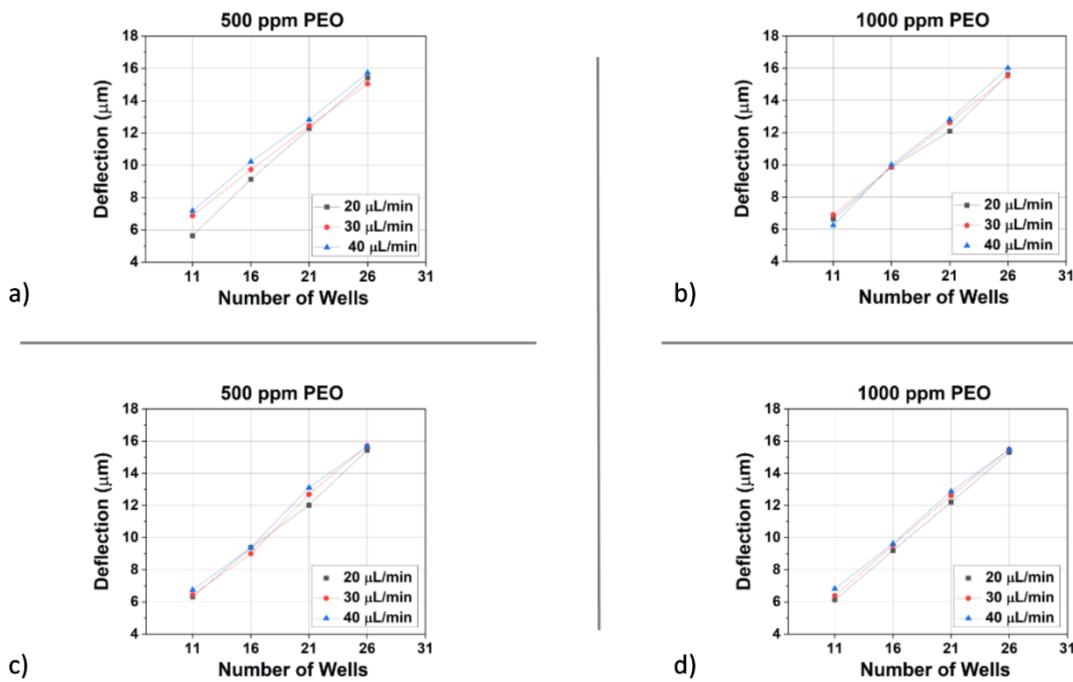 500 ppm PEO
18
16
14
12
10
8
6
4
Deflection (μm)
20 μL/min
30 μL/min
40 μL/min
11 16 21 26 31
Number of Wells
a)
1000 ppm PEO
18
16
14
12
10
8
6
4
Deflection (μm)
20 μL/min
30 μL/min
40 μL/min
11 16 21 26 31
Number of Wells
b)
500 ppm PEO
18
16
14
12
10
8
6
4
Deflection (μm)
20 μL/min
30 μL/min
40 μL/min
11 16 21 26 31
Number of Wells
c)
1000 ppm PEO
18
16
14
12
10
8
6
4
Deflection (μm)
20 μL/min
30 μL/min
40 μL/min
11 16 21 26 31
Number of Wells
d)